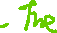 - The